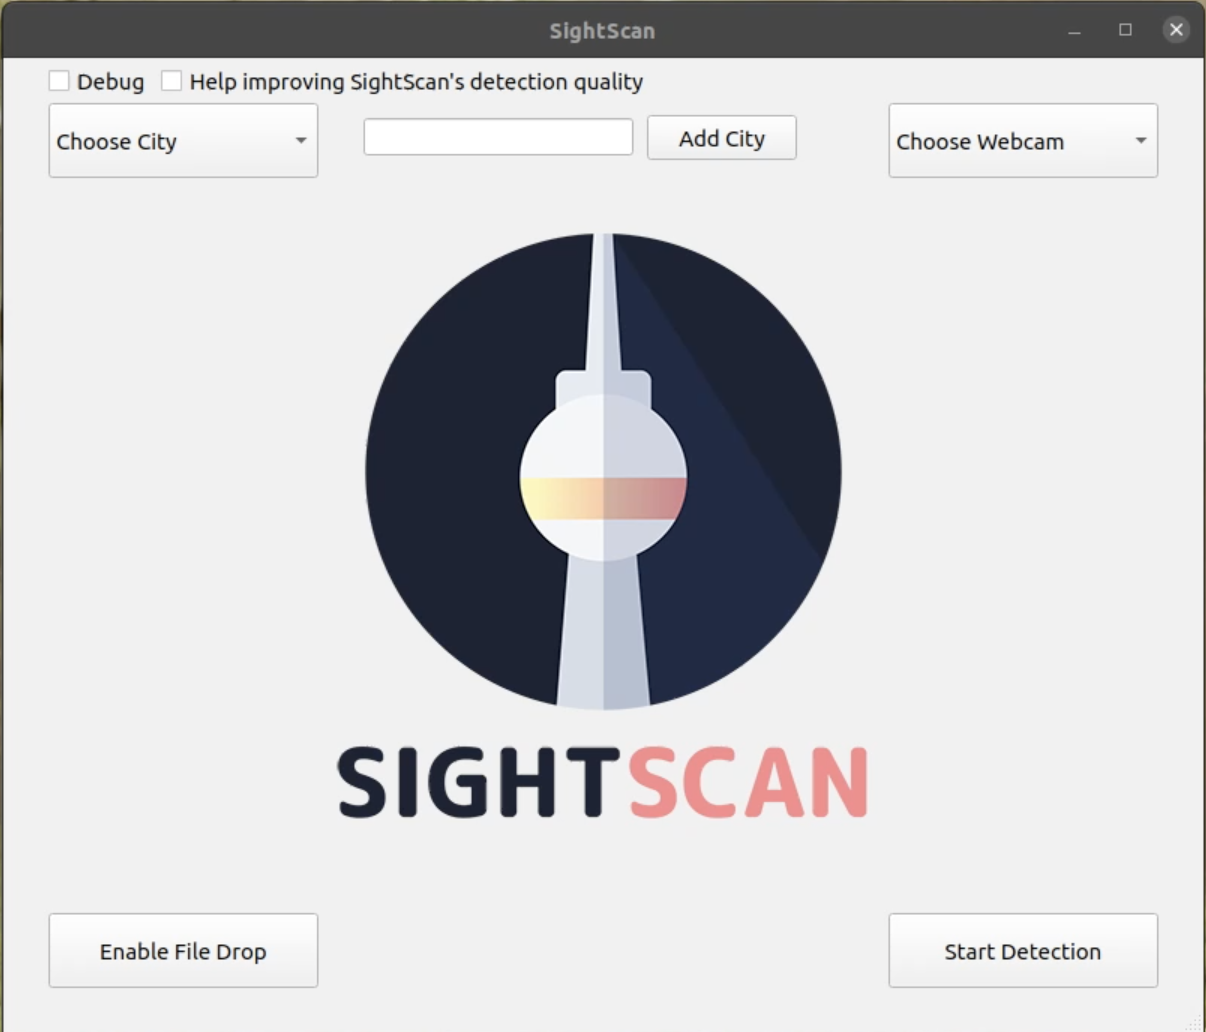 SightScan
Debug Help improving SightScan's detection quality
Choose City Add City Choose Webcam
SIGHTSCAN
Enable File Drop Start Detection